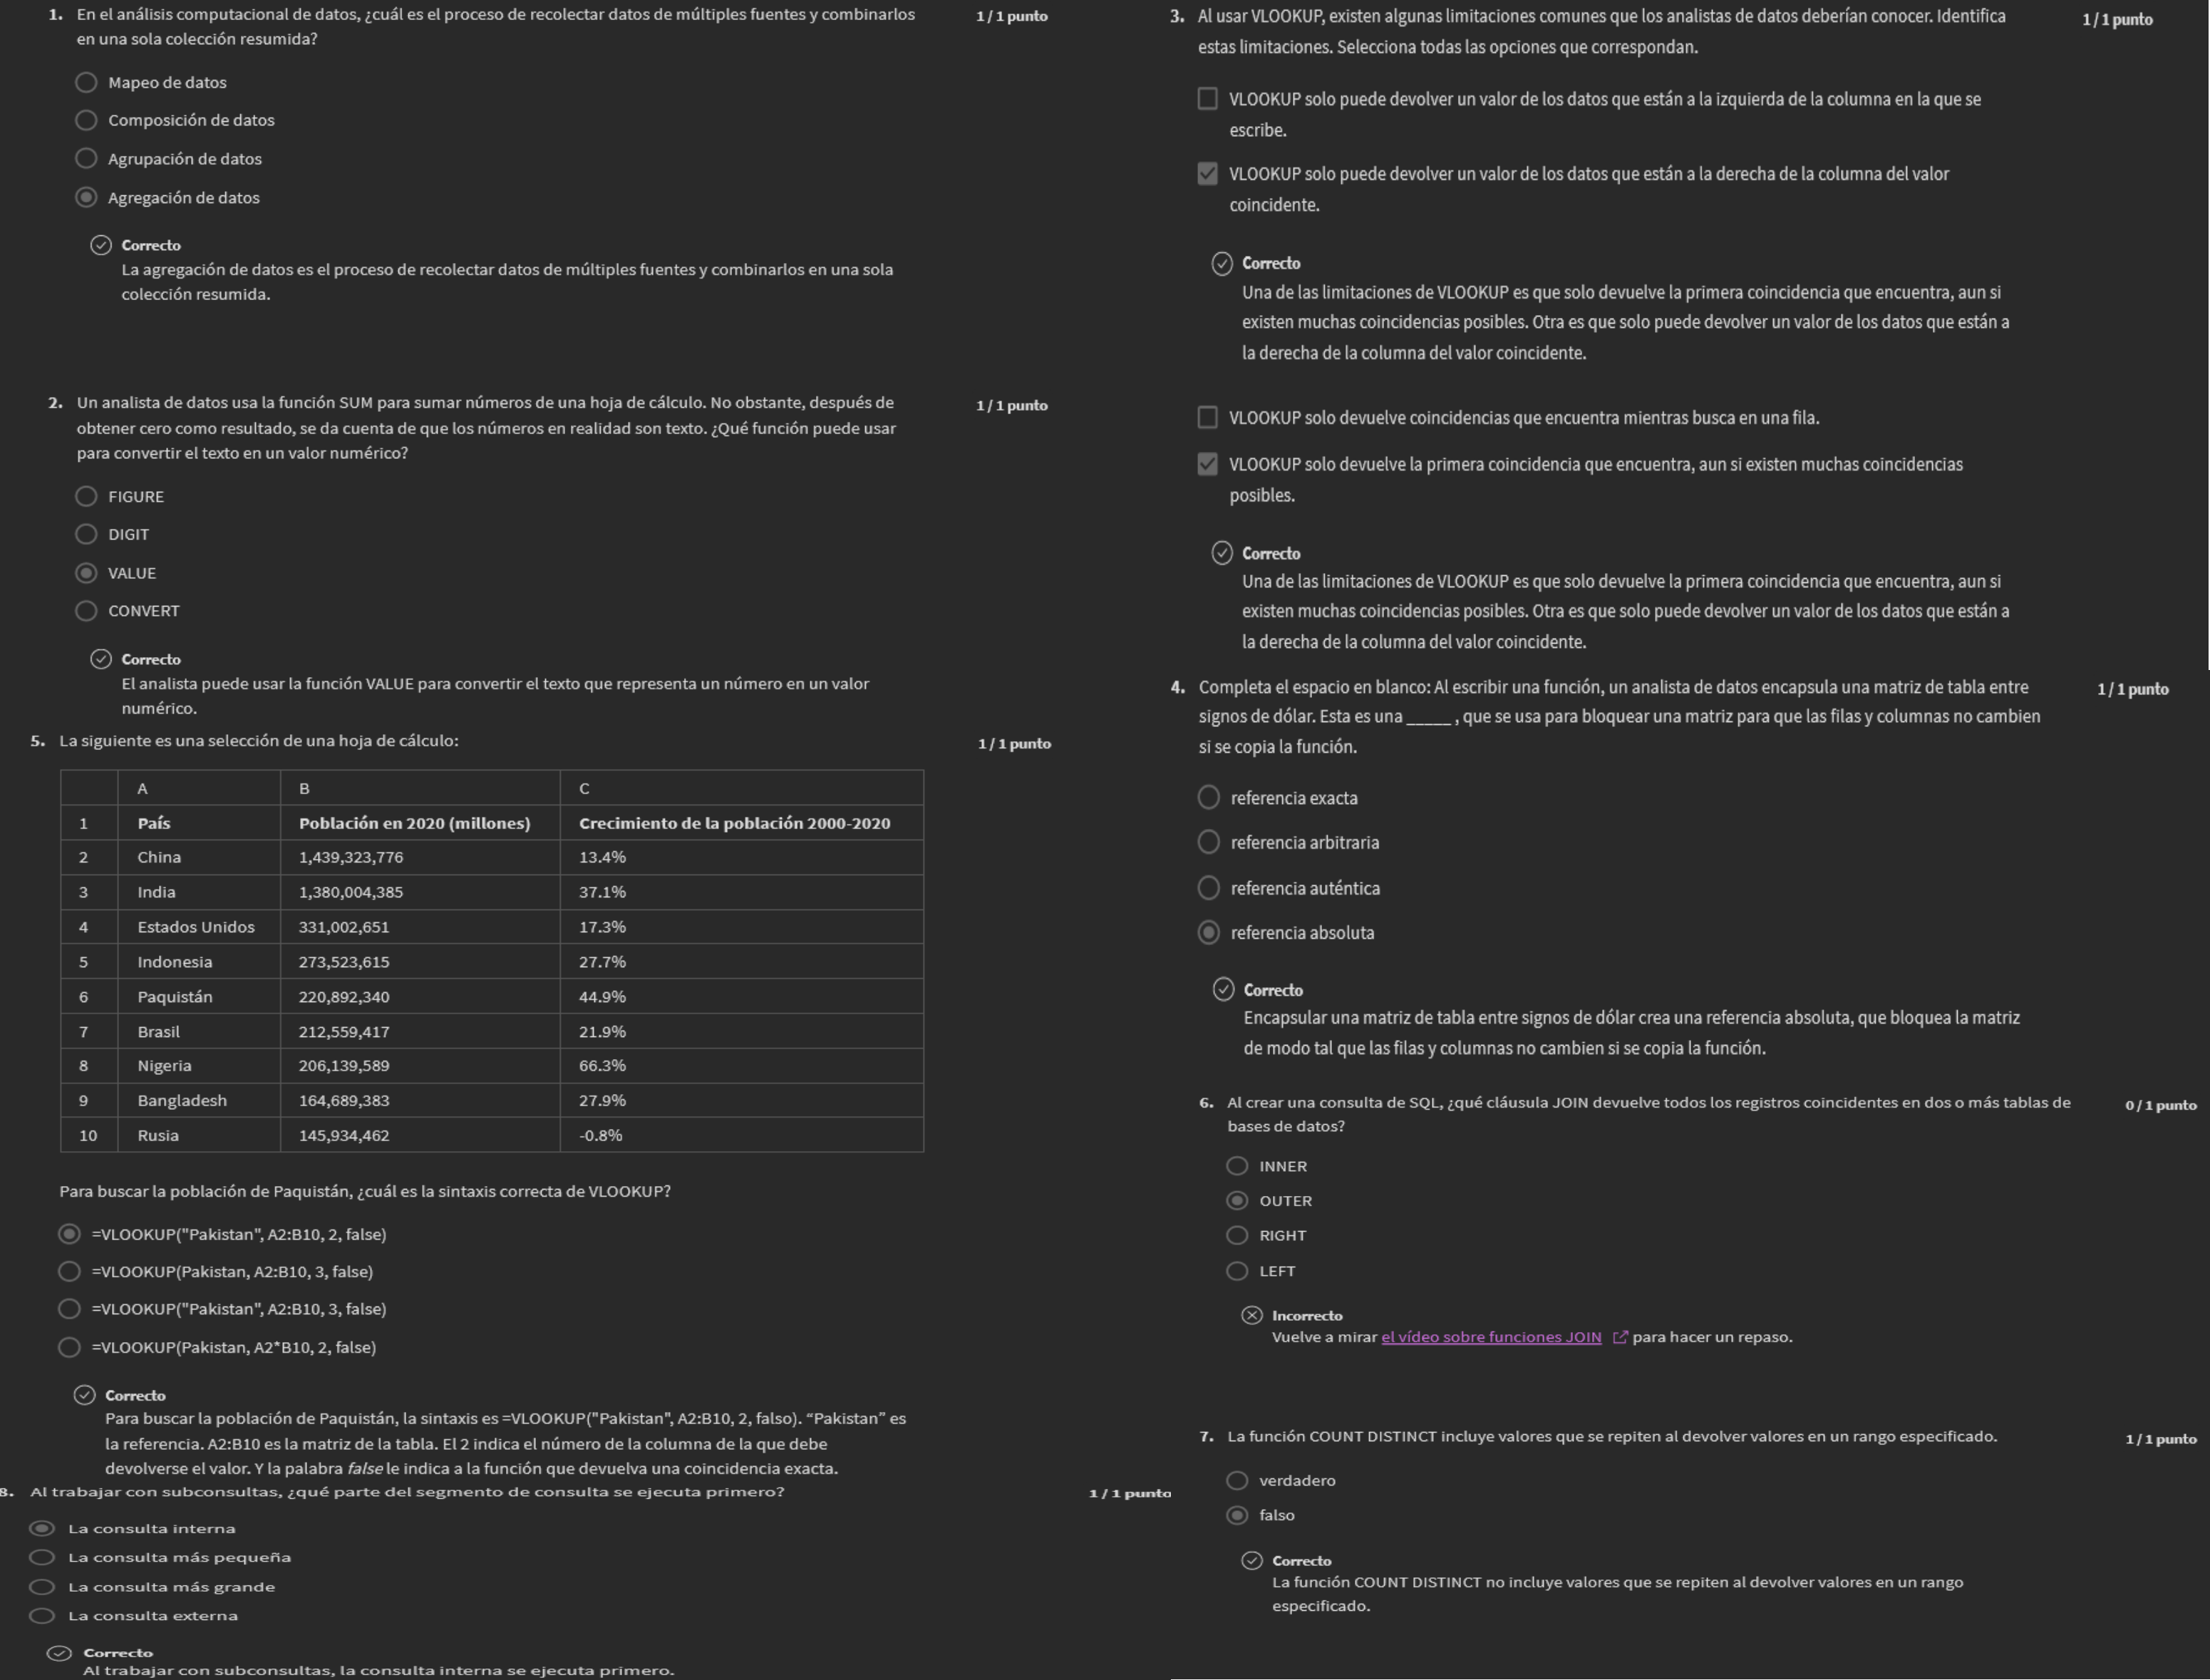 1. En el análisis computacional de datos, ¿cuál es el proceso de recolectar datos de múltiples fuentes y combinarlos
en una sola colección resumida?
1 / 1 punto
Mapeo de datos
Composición de datos
Agrupación de datos
Agregación de datos
Correcto
La agregación de datos es el proceso de recolectar datos de múltiples fuentes y combinarlos en una sola
colección resumida.
2. Un analista de datos usa la función SUM para sumar números de una hoja de cálculo. No obstante, después de
obtener cero como resultado, se da cuenta de que los números en realidad son texto. ¿Qué función puede usar
para convertir el texto en un valor numérico?
1 / 1 punto
FIGURE
DIGIT
VALUE
CONVERT
Correcto
El analista puede usar la función VALUE para convertir el texto que representa un número en un valor
numérico.
3. Al usar VLOOKUP, existen algunas limitaciones comunes que los analistas de datos deberían conocer. Identifica
estas limitaciones. Selecciona todas las opciones que correspondan.
1 / 1 punto
VLOOKUP solo puede devolver un valor de los datos que están a la izquierda de la columna en la que se
escribe.
VLOOKUP solo puede devolver un valor de los datos que están a la derecha de la columna del valor
coincidente.
Correcto
Una de las limitaciones de VLOOKUP es que solo devuelve la primera coincidencia que encuentra, aun si
existen muchas coincidencias posibles. Otra es que solo puede devolver un valor de los datos que están a
la derecha de la columna del valor coincidente.
VLOOKUP solo devuelve coincidencias que encuentra mientras busca en una fila.
VLOOKUP solo devuelve la primera coincidencia que encuentra, aun si existen muchas coincidencias
posibles.
Correcto
Una de las limitaciones de VLOOKUP es que solo devuelve la primera coincidencia que encuentra, aun si
existen muchas coincidencias posibles. Otra es que solo puede devolver un valor de los datos que están a
la derecha de la columna del valor coincidente.
4. Completa el espacio en blanco: Al escribir una función, un analista de datos encapsula una matriz de tabla entre
signos de dólar. Esta es una _____ , que se usa para bloquear una matriz para que las filas y columnas no cambien
si se copia la función.
1 / 1 punto
referencia exacta
referencia arbitraria
referencia auténtica
referencia absoluta
Correcto
Encapsular una matriz de tabla entre signos de dólar crea una referencia absoluta, que bloquea la matriz
de modo tal que las filas y columnas no cambien si se copia la función.
5. La siguiente es una selección de una hoja de cálculo:
1 / 1 punto
A B C
1 País Población en 2020 (millones) Crecimiento de la población 2000-2020
2 China 1,439,323,776 13.4%
3 India 1,380,004,385 37.1%
4 Estados Unidos 331,002,651 17.3%
5 Indonesia 273,523,615 27.7%
6 Paquistán 220,892,340 44.9%
7 Brasil 212,559,417 21.9%
8 Nigeria 206,139,589 66.3%
9 Bangladesh 164,689,383 27.9%
10 Rusia 145,934,462 -0.8%
Para buscar la población de Paquistán, ¿cuál es la sintaxis correcta de VLOOKUP?
=VLOOKUP("Pakistan", A2:B10, 2, false)
=VLOOKUP(Pakistan, A2:B10, 3, false)
=VLOOKUP("Pakistan", A2:B10, 3, false)
=VLOOKUP(Pakistan, A2*B10, 2, false)
Correcto
Para buscar la población de Paquistán, la sintaxis es =VLOOKUP("Pakistan", A2:B10, 2, falso). “Pakistan” es
la referencia. A2:B10 es la matriz de la tabla. El 2 indica el número de la columna de la que debe
devolverse el valor. Y la palabra false le indica a la función que devuelva una coincidencia exacta.
6. Al crear una consulta de SQL, ¿qué cláusula JOIN devuelve todos los registros coincidentes en dos o más tablas de
bases de datos?
0 / 1 punto
INNER
OUTER
RIGHT
LEFT
Incorrecto
Vuelve a mirar el vídeo sobre funciones JOIN para hacer un repaso.
7. La función COUNT DISTINCT incluye valores que se repiten al devolver valores en un rango especificado.
1 / 1 punto
verdadero
falso
Correcto
La función COUNT DISTINCT no incluye valores que se repiten al devolver valores en un rango
especificado.
8. Al trabajar con subconsultas, ¿qué parte del segmento de consulta se ejecuta primero?
1 / 1 punto
La consulta interna
La consulta más pequeña
La consulta más grande
La consulta externa
Correcto
Al trabajar con subconsultas, la consulta interna se ejecuta primero.